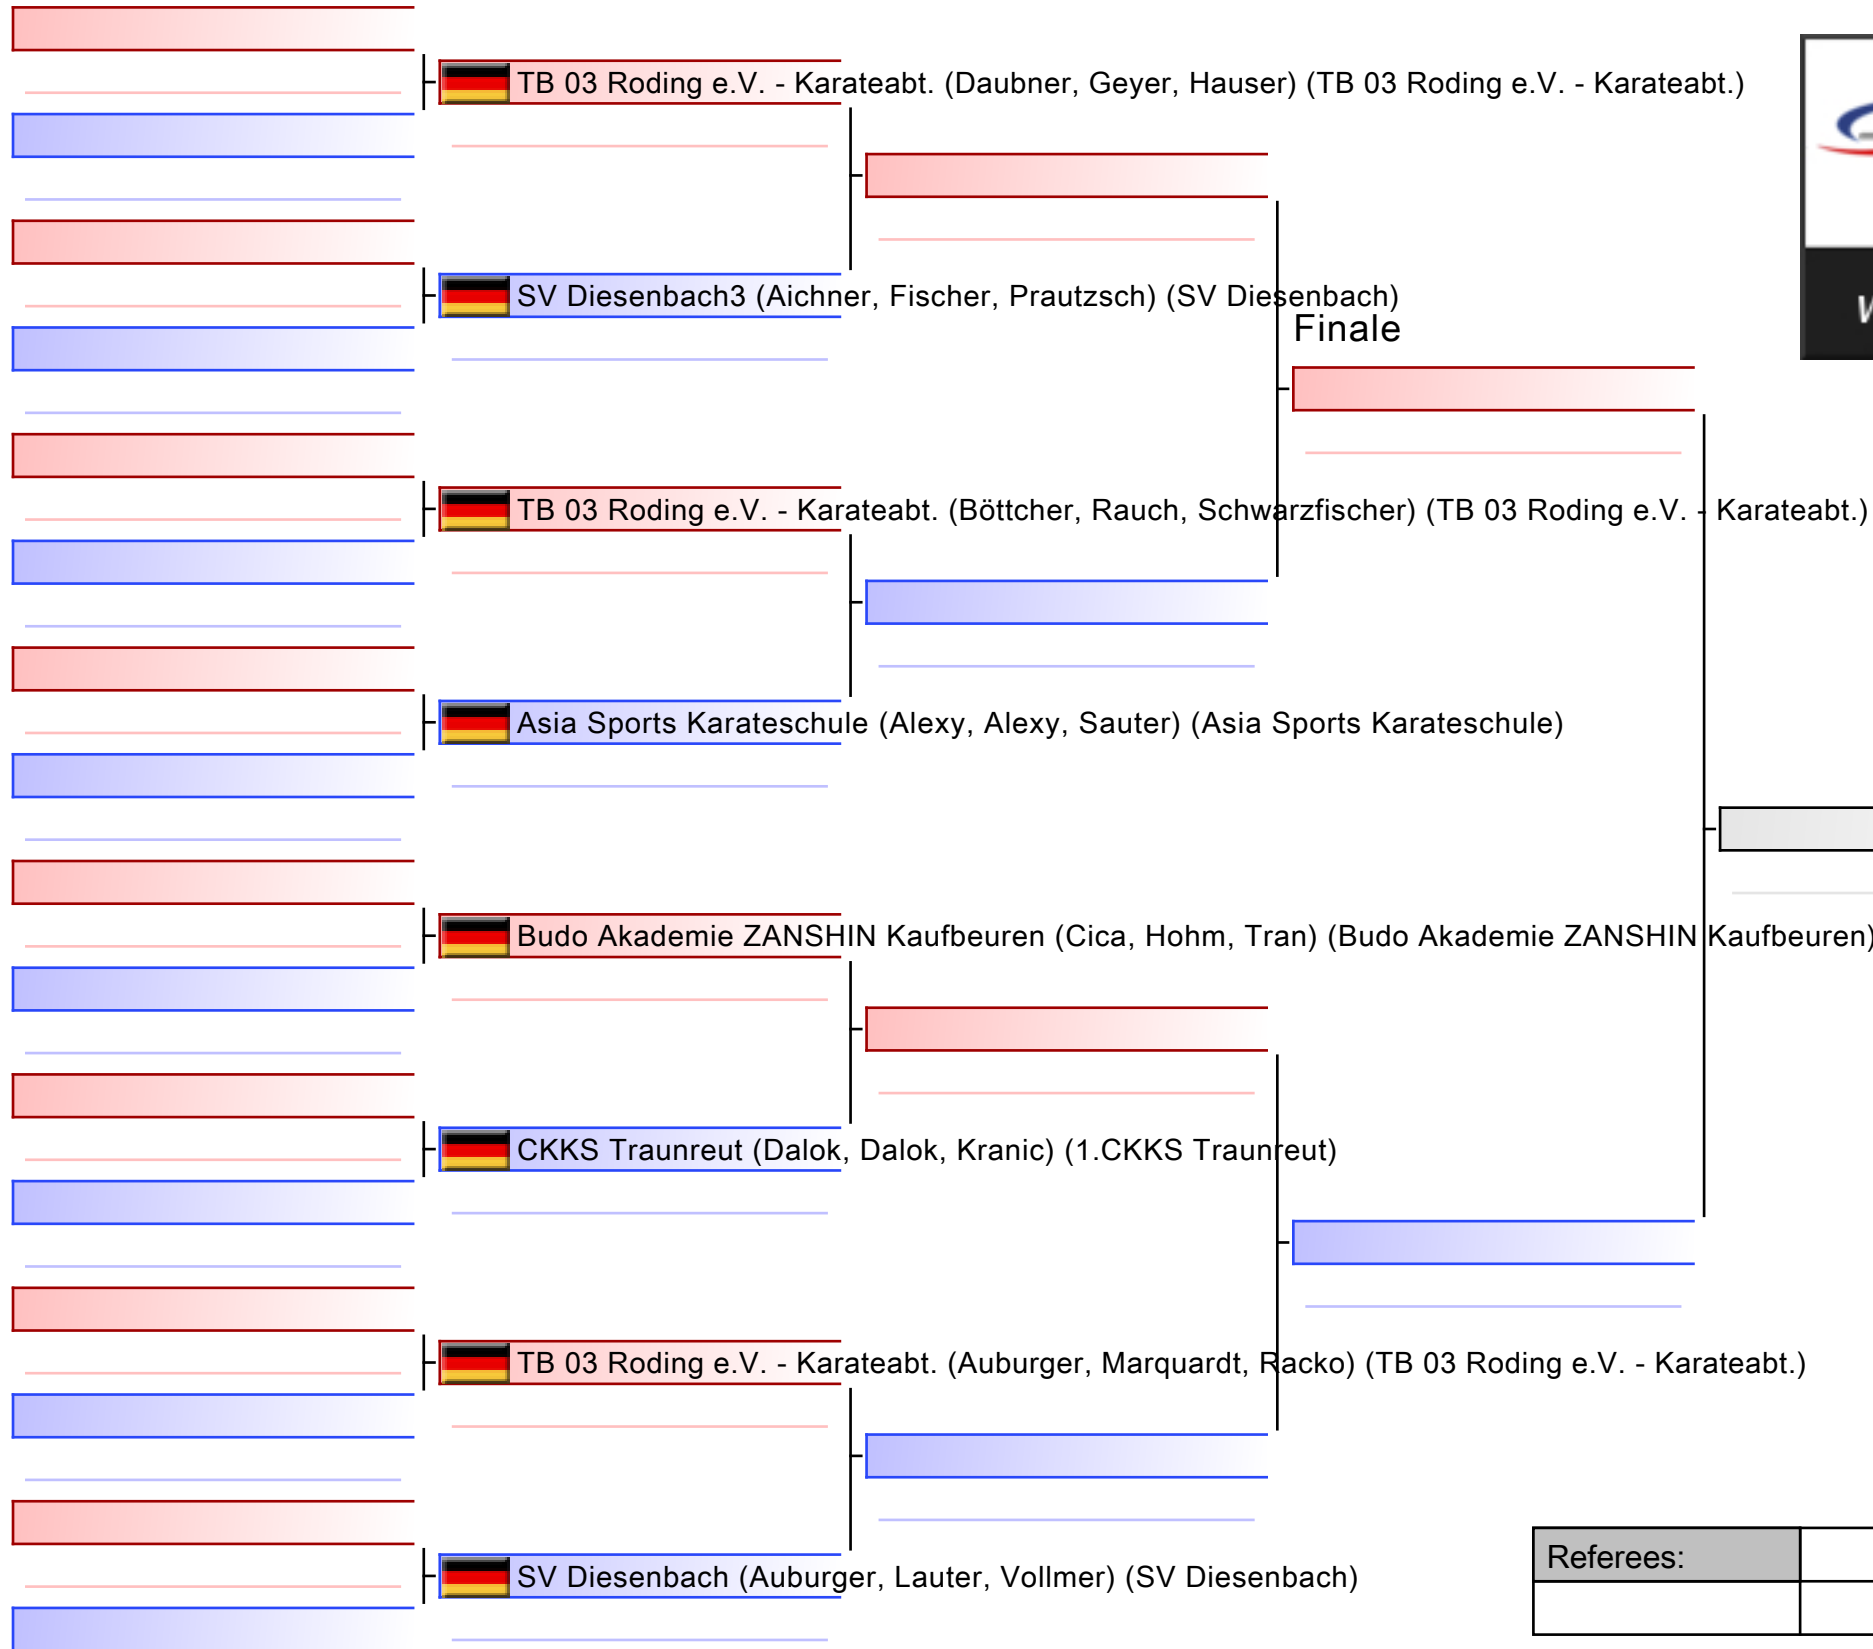 TB 03 Roding e.V. - Karateabt. (Daubner, Geyer, Hauser) (TB 03 Roding e.V. - Karateabt.)
SV Diesenbach3 (Aichner, Fischer, Prautzsch) (SV Diesenbach)
Finale
TB 03 Roding e.V. - Karateabt. (Böttcher, Rauch, Schwarzfischer) (TB 03 Roding e.V. - Karateabt.)
Asia Sports Karateschule (Alexy, Alexy, Sauter) (Asia Sports Karateschule)
Budo Akademie ZANSHIN Kaufbeuren (Cica, Hohm, Tran) (Budo Akademie ZANSHIN Kaufbeuren)
CKKS Traunreut (Dalok, Dalok, Kranic) (1.CKKS Traunreut)
TB 03 Roding e.V. - Karateabt. (Auburger, Marquardt, Racko) (TB 03 Roding e.V. - Karateabt.)
SV Diesenbach (Auburger, Lauter, Vollmer) (SV Diesenbach)
Referees: